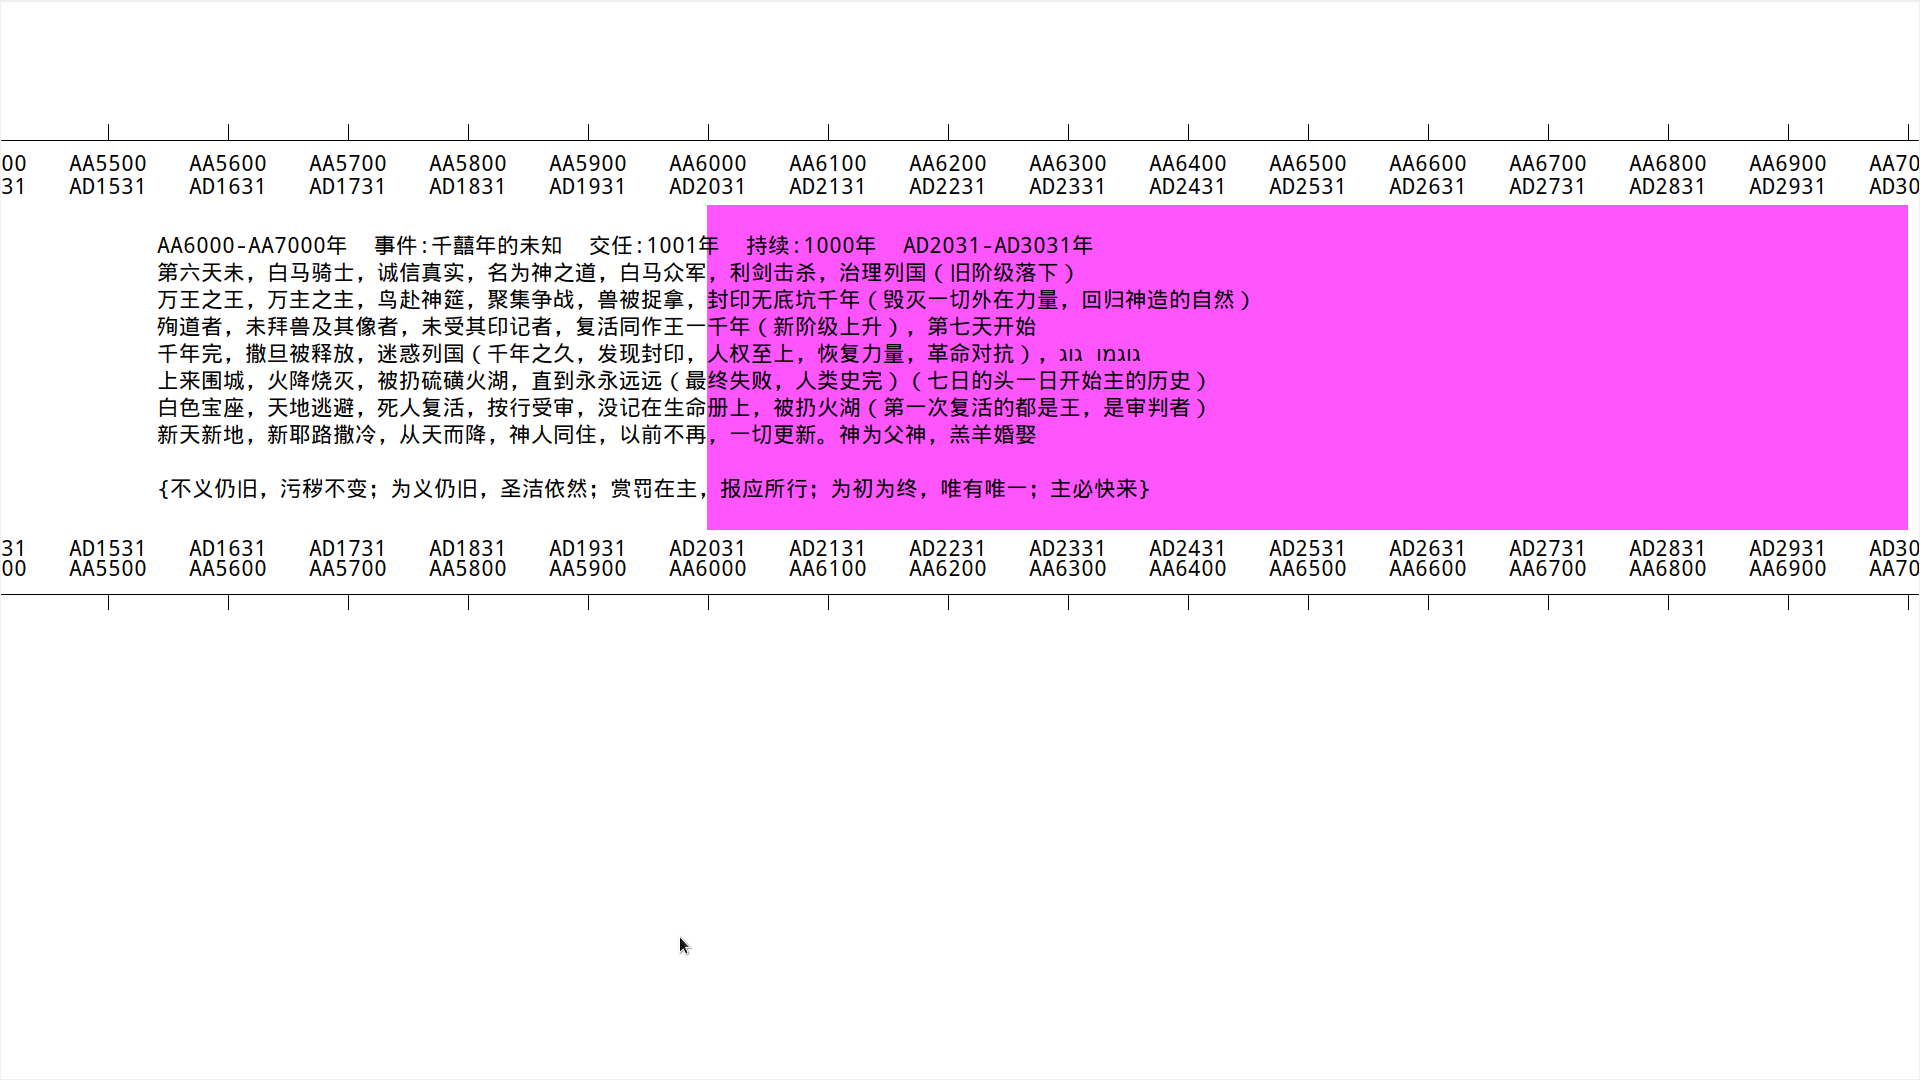 00 AA5500 AA5600 AA5700 AA5800 AA5900 AA6000 AA6100 AA6200 AA6300 AA6400 AA6500 AA6600 AA6700 AA6800 AA6900 AA70
31 AD1531 AD1631 AD1731 AD1831 AD1931 AD2031 AD2131 AD2231 AD2331 AD2431 AD2531 AD2631 AD2731 AD2831 AD2931 AD30
AA6000-AA7000年 事件:千囍年的未知 交任:1001年 持续:1000年 AD2031-AD3031年
第六天未，白马骑士，诚信真实，名为神之道，白马众军，利剑击杀，治理列国（旧阶级落下）
万王之王，万主之主，鸟赴神筵，聚集争战，兽被捉拿，封印无底坑千年（毁灭一切外在力量，回归神造的自然）
殉道者，未拜兽及其像者，未受其印记者，复活同作王一千年（新阶级上升），第七天开始
千年完，撒旦被释放，迷惑列国（千年之久，发现封印，人权至上，恢复力量，革命对抗），גוג ומגוג
上来围城，火降烧灭，被扔硫磺火湖，直到永永远远（最终失败，人类史完）（七日的头一日开始主的历史）
白色宝座，天地逃避，死人复活，按行受审，没记在生命册上，被扔火湖（第一次复活的都是王，是审判者）
新天新地，新耶路撒冷，从天而降，神人同住，以前不再，一切更新。神为父神，羔羊婚娶
{不义仍旧，污秽不变；为义仍旧，圣洁依然；赏罚在主，报应所行；为初为终，唯有唯一；主必快来}
31 AD1531 AD1631 AD1731 AD1831 AD1931 AD2031 AD2131 AD2231 AD2331 AD2431 AD2531 AD2631 AD2731 AD2831 AD2931 AD30
00 AA5500 AA5600 AA5700 AA5800 AA5900 AA6000 AA6100 AA6200 AA6300 AA6400 AA6500 AA6600 AA6700 AA6800 AA6900 AA70